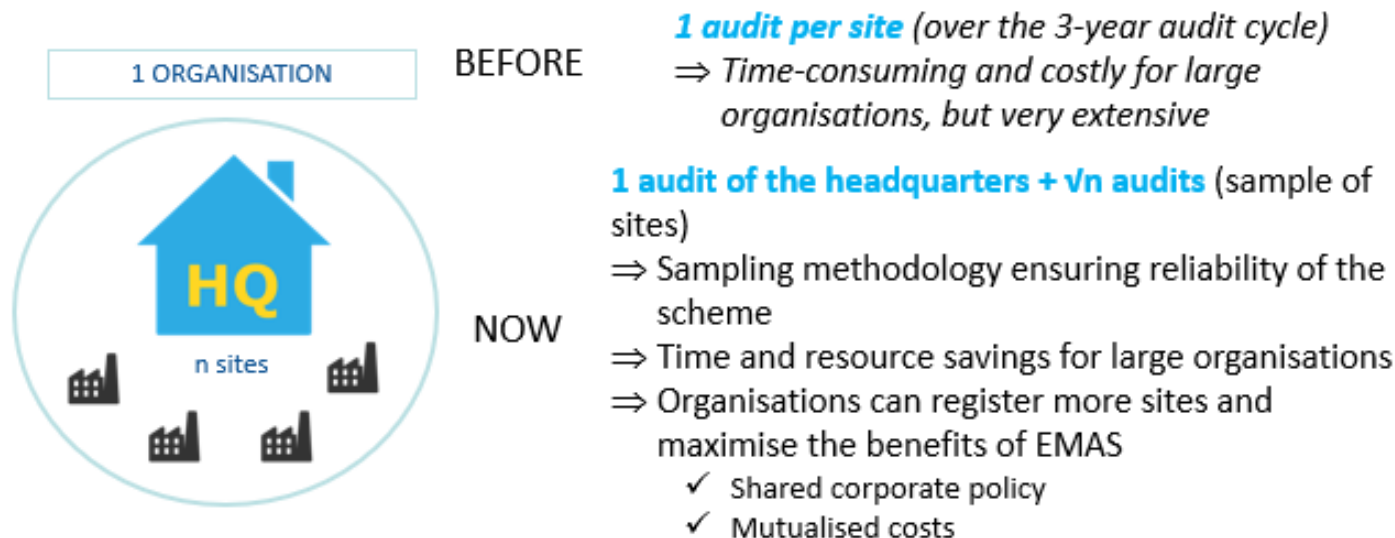 1 ORGANISATION
HQ
n sites
BEFORE
1 audit per site (over the 3-year audit cycle)
⇒ Time-consuming and costly for large
organisations, but very extensive
NOW
1 audit of the headquarters + √n audits (sample of
sites)
⇒ Sampling methodology ensuring reliability of the
scheme
⇒ Time and resource savings for large organisations
⇒ Organisations can register more sites and
maximise the benefits of EMAS
✓ Shared corporate policy
✓ Mutualised costs